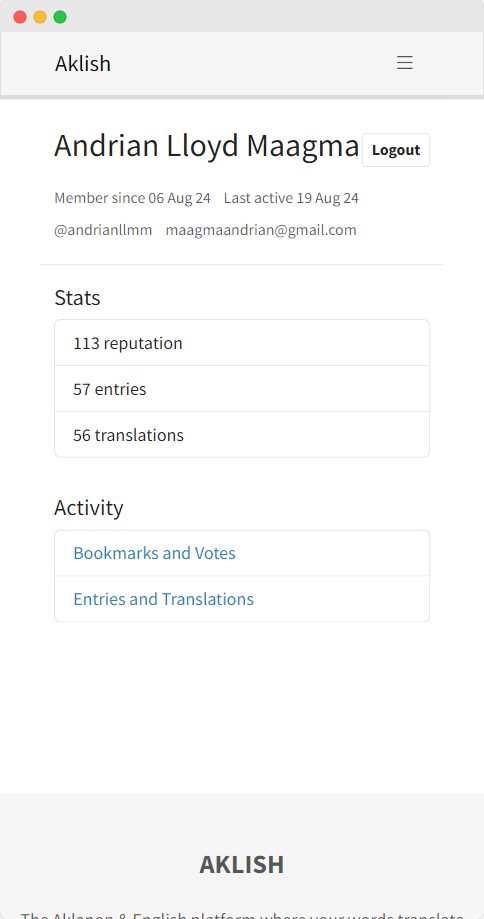 Aklish
Andrian Lloyd Maagma Logout
Member since 06 Aug 24 Last active 19 Aug 24
@andrianllmm maagmaandrian@gmail.com
Stats
113 reputation
57 entries
56 translations
Activity
Bookmarks and Votes
Entries and Translations
AKLISH
The Aklanon & English platform where your words translate